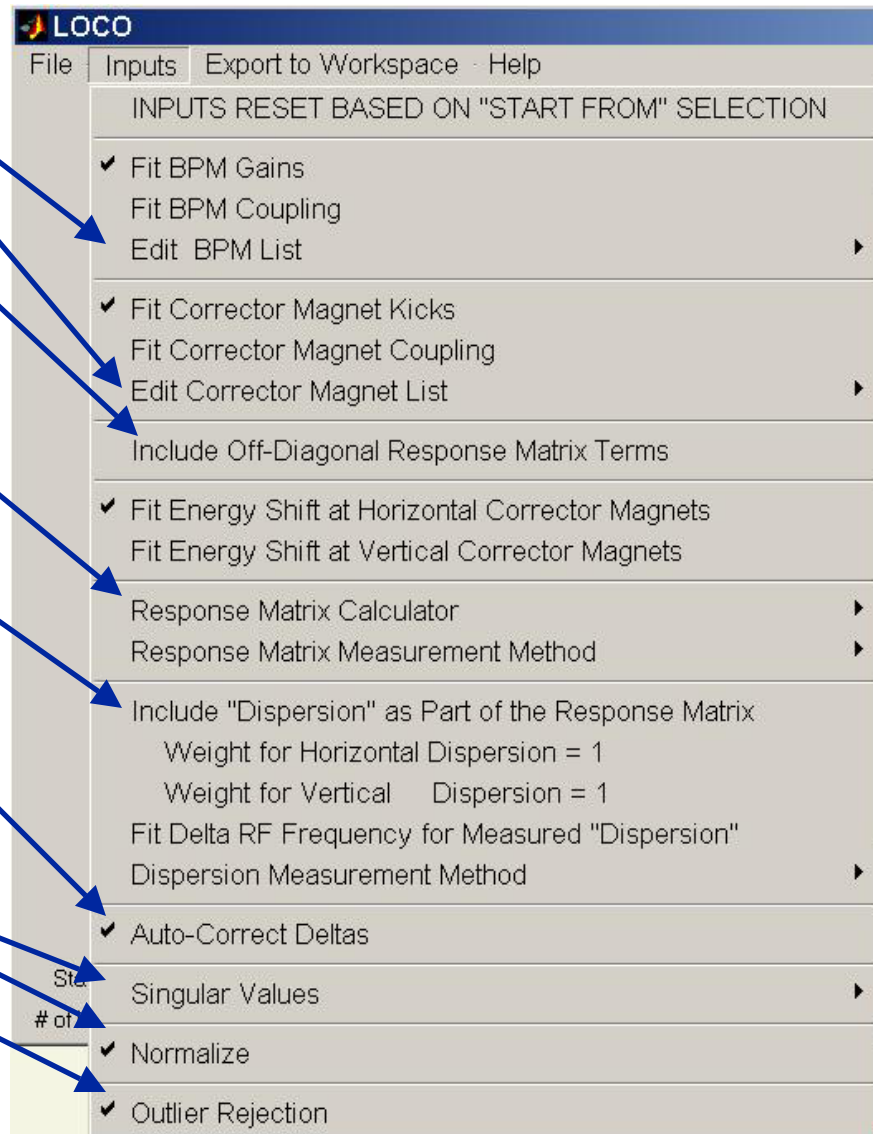 LOCO
File Inputs Export to Workspace Help
INPUTS RESET BASED ON "START FROM" SELECTION
Fit BPM Gains
Fit BPM Coupling
Edit BPM List
Fit Corrector Magnet Kicks
Fit Corrector Magnet Coupling
Edit Corrector Magnet List
Include Off-Diagonal Response Matrix Terms
Fit Energy Shift at Horizontal Corrector Magnets
Fit Energy Shift at Vertical Corrector Magnets
Response Matrix Calculator
Response Matrix Measurement Method
Include "Dispersion" as Part of the Response Matrix
Weight for Horizontal Dispersion = 1
Weight for Vertical Dispersion = 1
Fit Delta RF Frequency for Measured "Dispersion"
Dispersion Measurement Method
Auto-Correct Deltas
Sta
Singular Values
# of
Normalize
Outlier Rejection